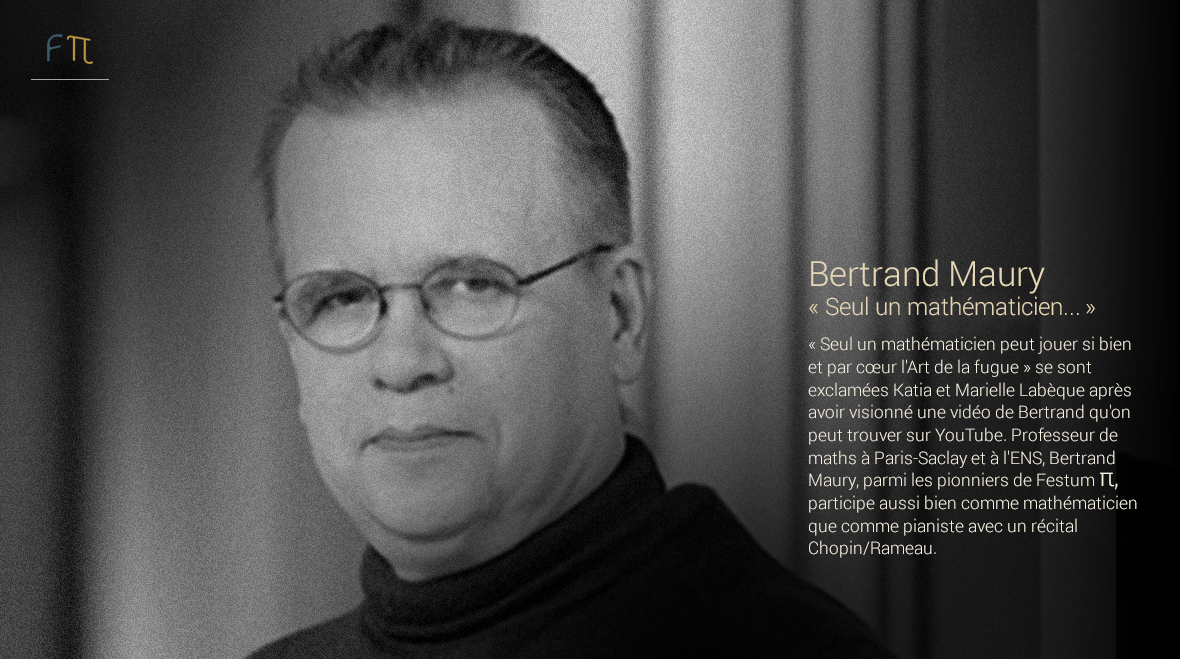 Fπ
Bertrand Maury
« Seul un mathématicien... »
« Seul un mathématicien peut jouer si bien
et par cœur l'Art de la fugue » se sont
exclamées Katia et Marielle Labèque après
avoir visionné une vidéo de Bertrand qu'on
peut trouver sur YouTube. Professeur de
maths à Paris-Saclay et à l'ENS, Bertrand
Maury, parmi les pionniers de Festum π,
participe aussi bien comme mathématicien
que comme pianiste avec un récital
Chopin/Rameau.